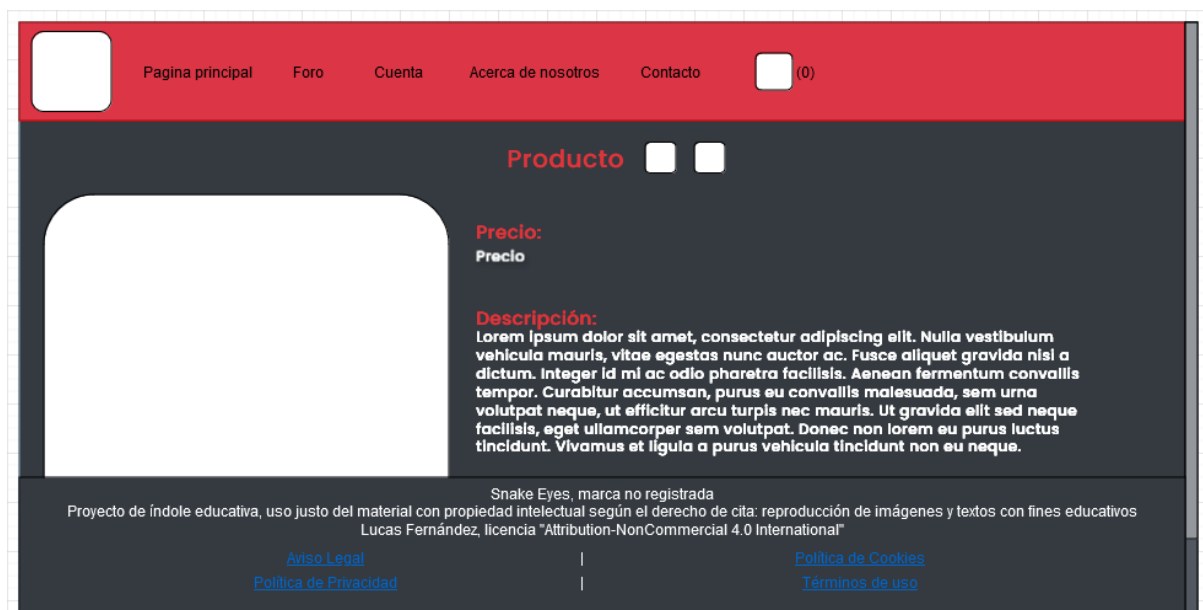 Pagina principal Foro Cuenta Acerca de nosotros Contacto (0)
Producto
Precio:
Precio
Descripción:
Lorem ipsum dolor sit amet, consectetur adipiscing elit. Nulla vestibulum
vehicula mauris, vitae egestas nunc auctor ac. Fusce aliquet gravida nisi a
dictum. Integer id mi ac odio pharetra facilisis. Aenean fermentum convallis
tempor. Curabitur accumsan, purus eu convallis malesuada, sem urna
volutpat neque, ut efficitur arcu turpis nec mauris. Ut gravida elit sed neque
facilisis, eget ullamcorper sem volutpat. Donec non lorem eu purus luctus
tincidunt. Vivamus et ligula a purus vehicula tincidunt non eu neque.
Snake Eyes, marca no registrada
Proyecto de índole educativa, uso justo del material con propiedad intelectual según el derecho de cita: reproducción de imágenes y textos con fines educativos
Lucas Fernández, licencia "Attribution-NonCommercial 4.0 International"
Aviso Legal | Política de Cookies
Política de Privacidad | Términos de uso